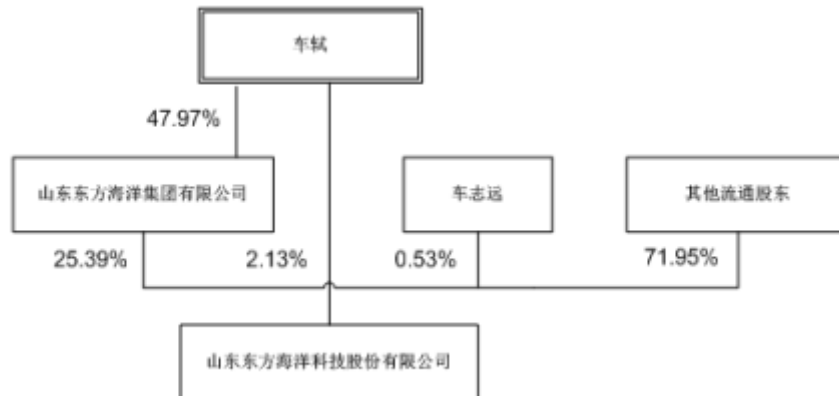 车轼
47.97%
山东东方海洋集团有限公司
车志远
其他流通股东
25.39%
2.13%
0.53%
71.95%
山东东方海洋科技股份有限公司